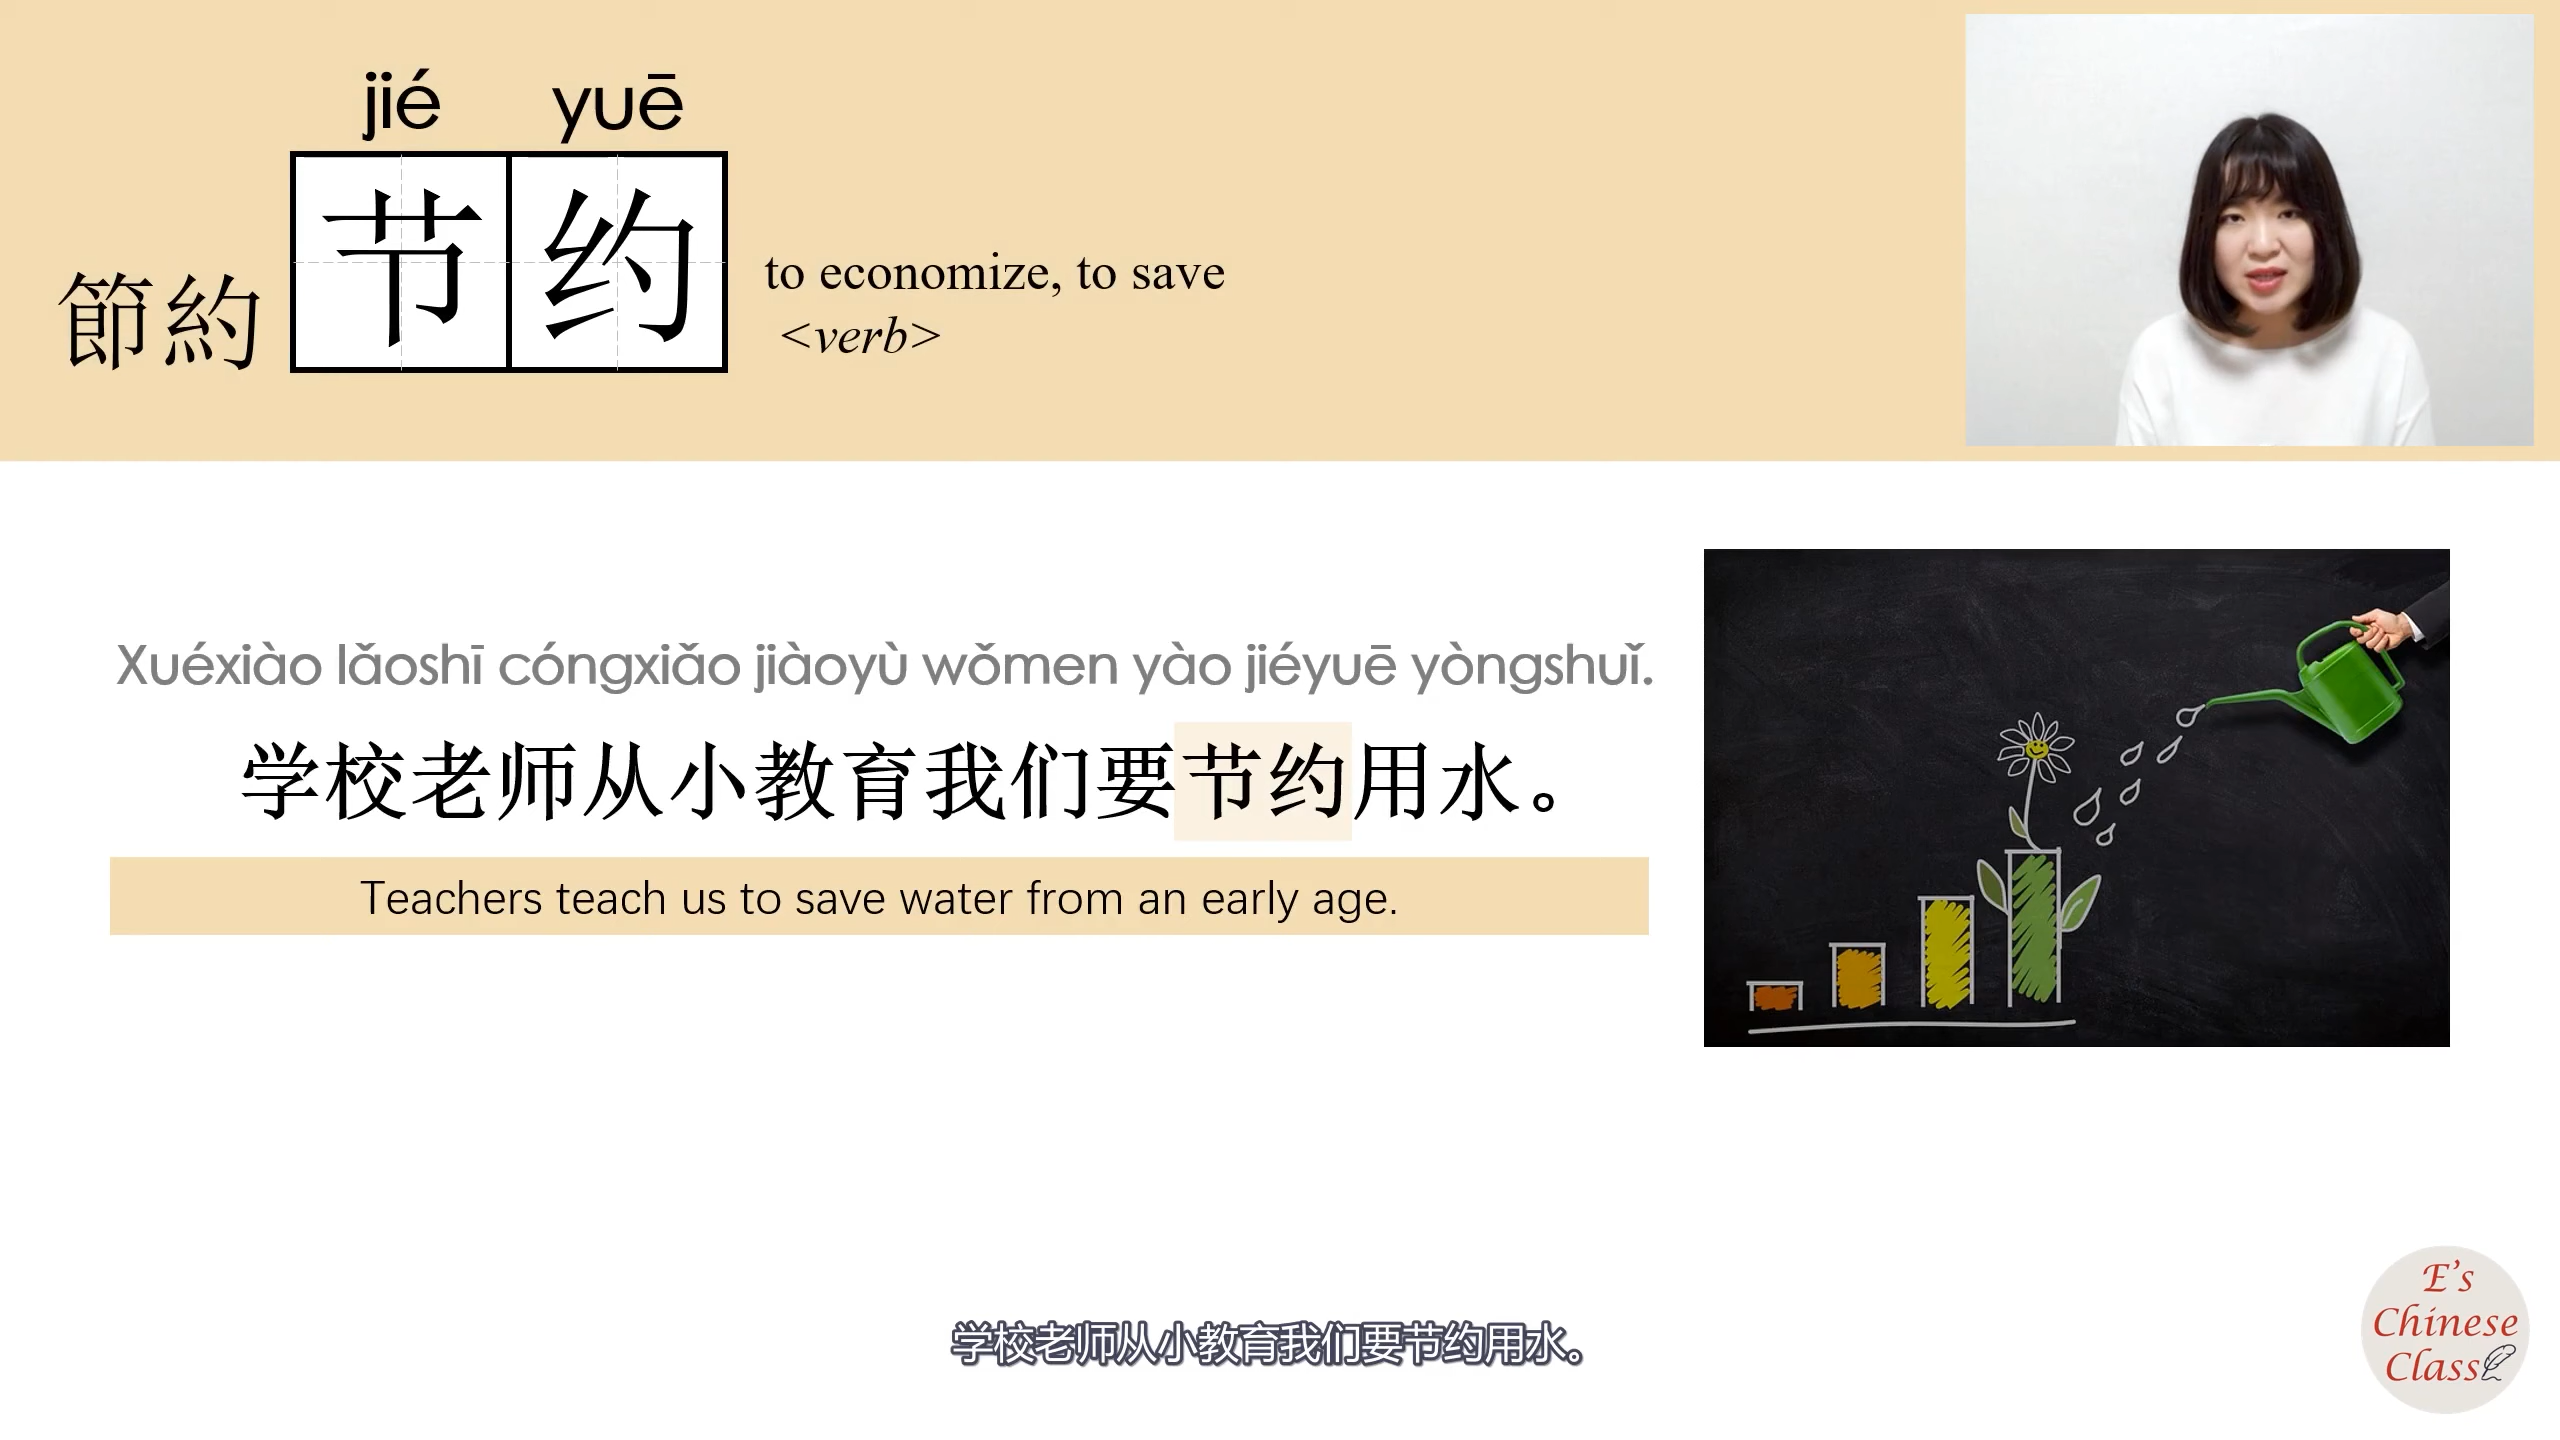 jié yuē
節約 节约
to economize, to save
<verb>
Xuéxiào lǎoshī cóngxiǎo jiàoyù wǒmen yào jiéyuē yòngshuǐ.
学校老师从小教育我们要节约用水。
Teachers teach us to save water from an early age.
学校老师从小教育我们要节约用水。
E's
Chinese
Class